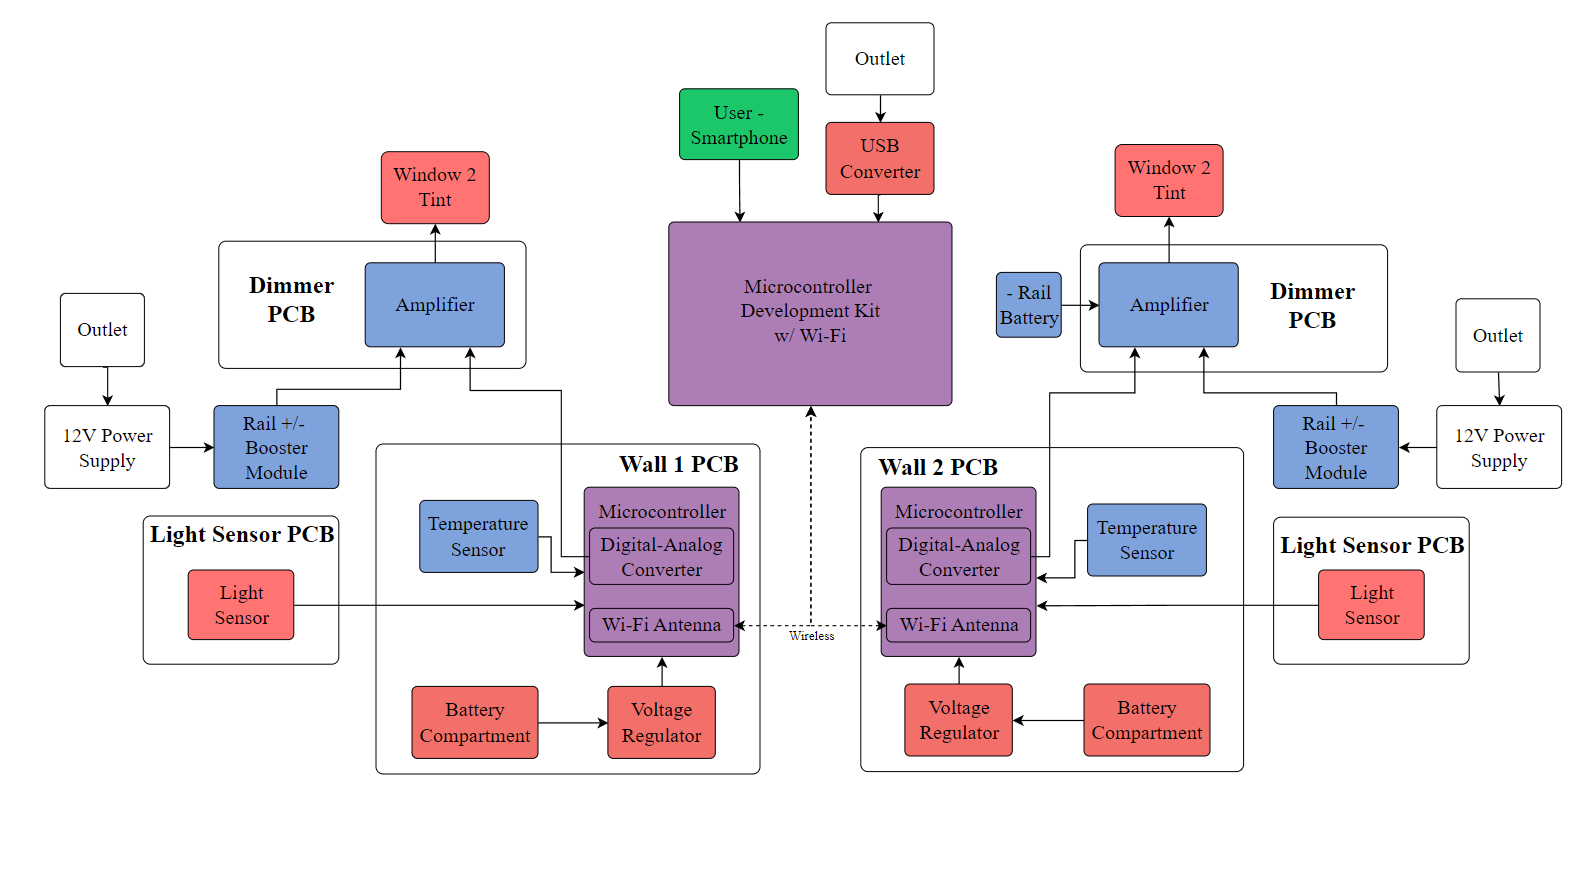 Outlet
User -
Smartphone
USB
Converter
Window 2
Tint
Window 2
Tint
Dimmer
PCB
Amplifier
Microcontroller
Development Kit
w/ Wi-Fi
- Rail
Battery
Amplifier
Dimmer
PCB
Outlet
Outlet
12V Power
Supply
Rail +/-
Booster
Module
Rail +/-
Booster
Module
12V Power
Supply
Wall 1 PCB
Wall 2 PCB
Light Sensor PCB
Light
Sensor
Temperature
Sensor
Microcontroller
Digital-Analog
Converter
Wi-Fi Antenna
Wireless
Microcontroller
Digital-Analog
Converter
Wi-Fi Antenna
Temperature
Sensor
Light Sensor PCB
Light
Sensor
Battery
Compartment
Voltage
Regulator
Voltage
Regulator
Battery
Compartment